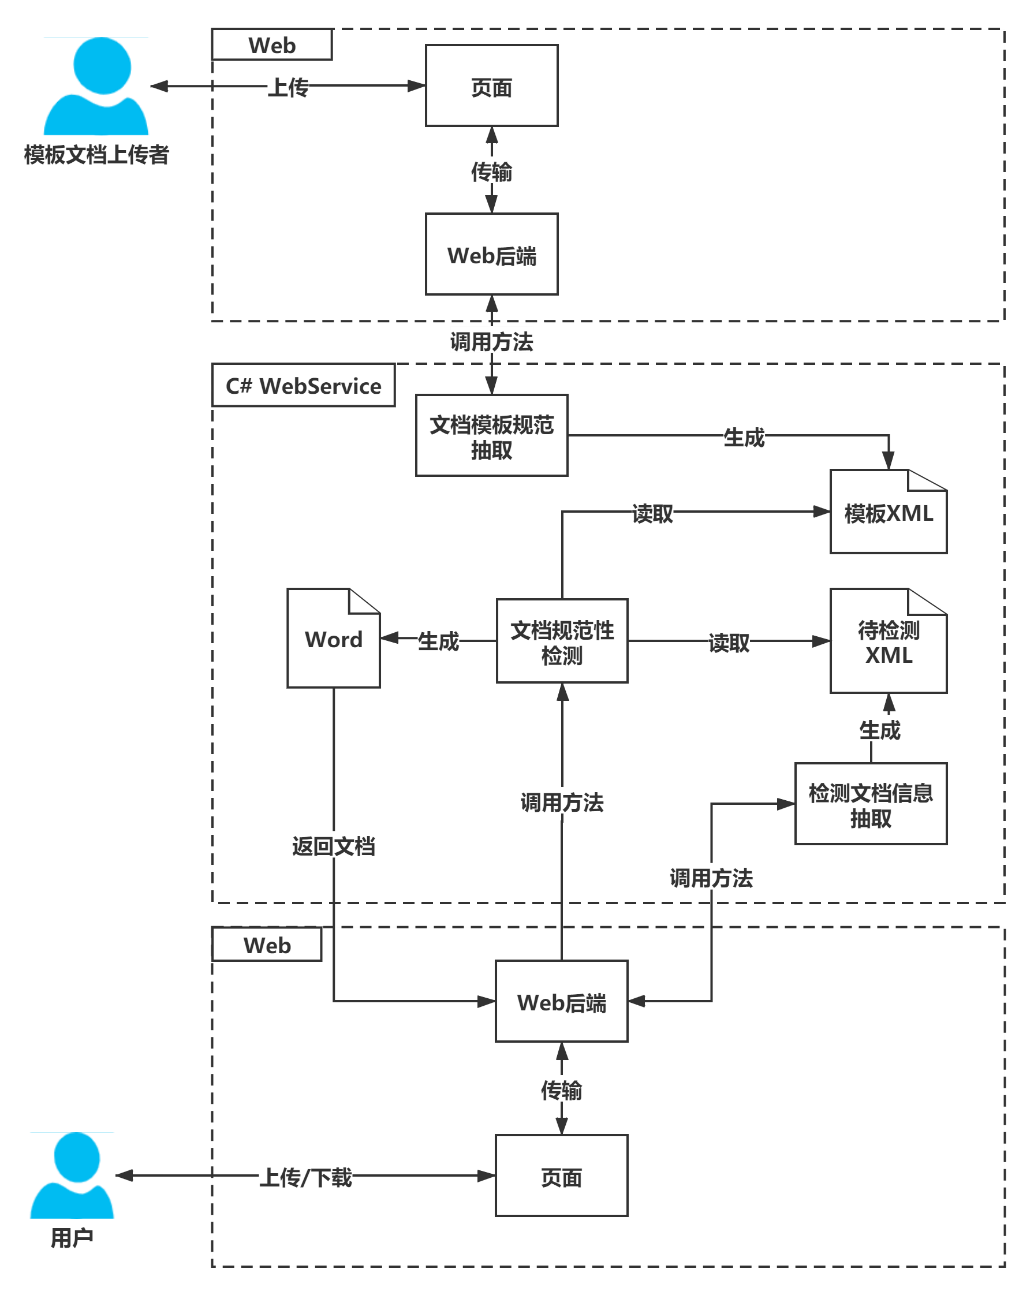 Web
页面
上传
模板文档上传者
传输
Web后端
调用方法
C# WebService
文档模板规范
抽取
生成
模板XML
读取
Word
生成
文档规范性
检测
读取
待检测
XML
生成
检测文档信息
抽取
调用方法
返回文档
调用方法
Web
Web后端
传输
页面
上传/下载
用户